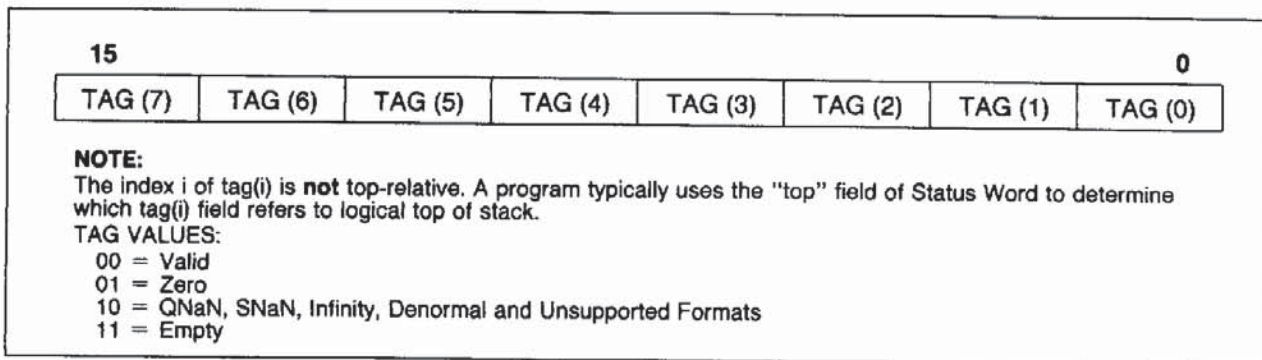 15 0
TAG (7) TAG (6) TAG (5) TAG (4) TAG (3) TAG (2) TAG (1) TAG (0)
NOTE:
The index i of tag(i) is not top-relative. A program typically uses the "top" field of Status Word to determine
which tag(i) field refers to logical top of stack.
TAG VALUES:
00 = Valid
01 = Zero
10 = QNaN, SNaN, Infinity, Denormal and Unsupported Formats
11 = Empty